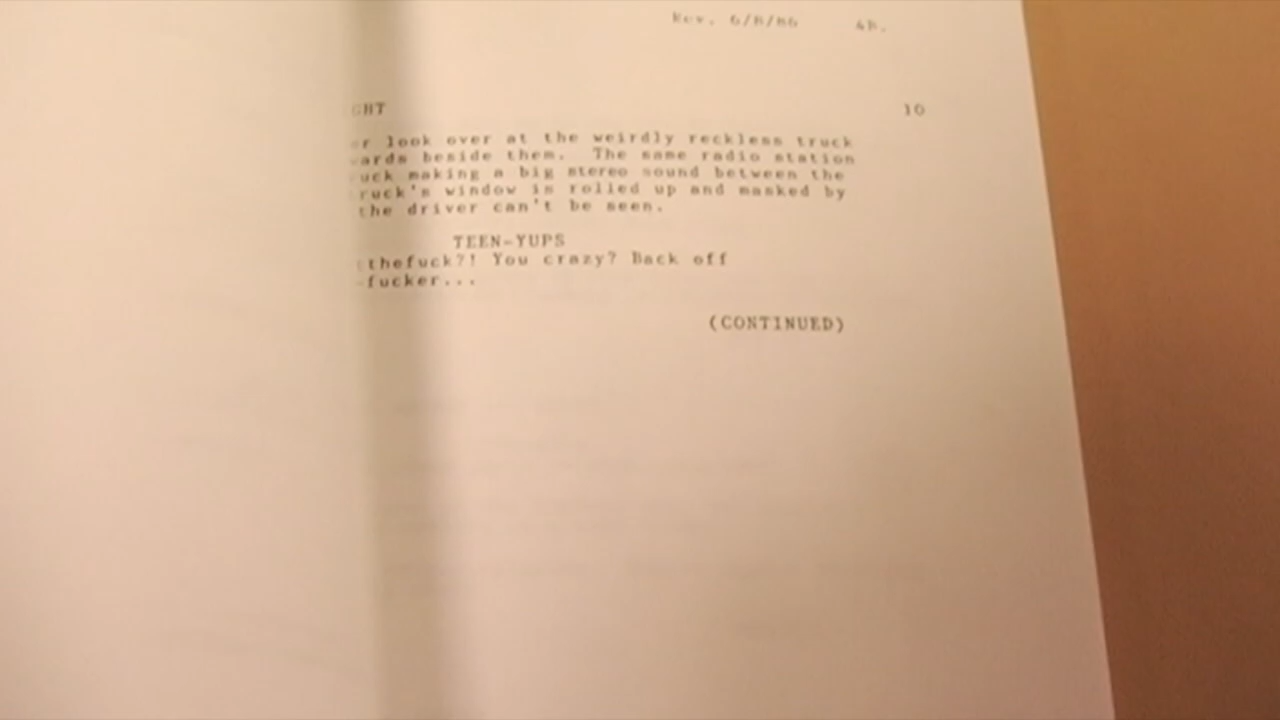 Rev. 6/8/86 4B.
GHT 10
er look over at the weirdly reckless truck
wards beside them. The same radio station
uck making a big stereo sound between the
ruck's window is rolled up and masked by
the driver can't be seen.
TEEN-YUPS
thefuck?! You crazy? Back off
-fucker...
(CONTINUED)